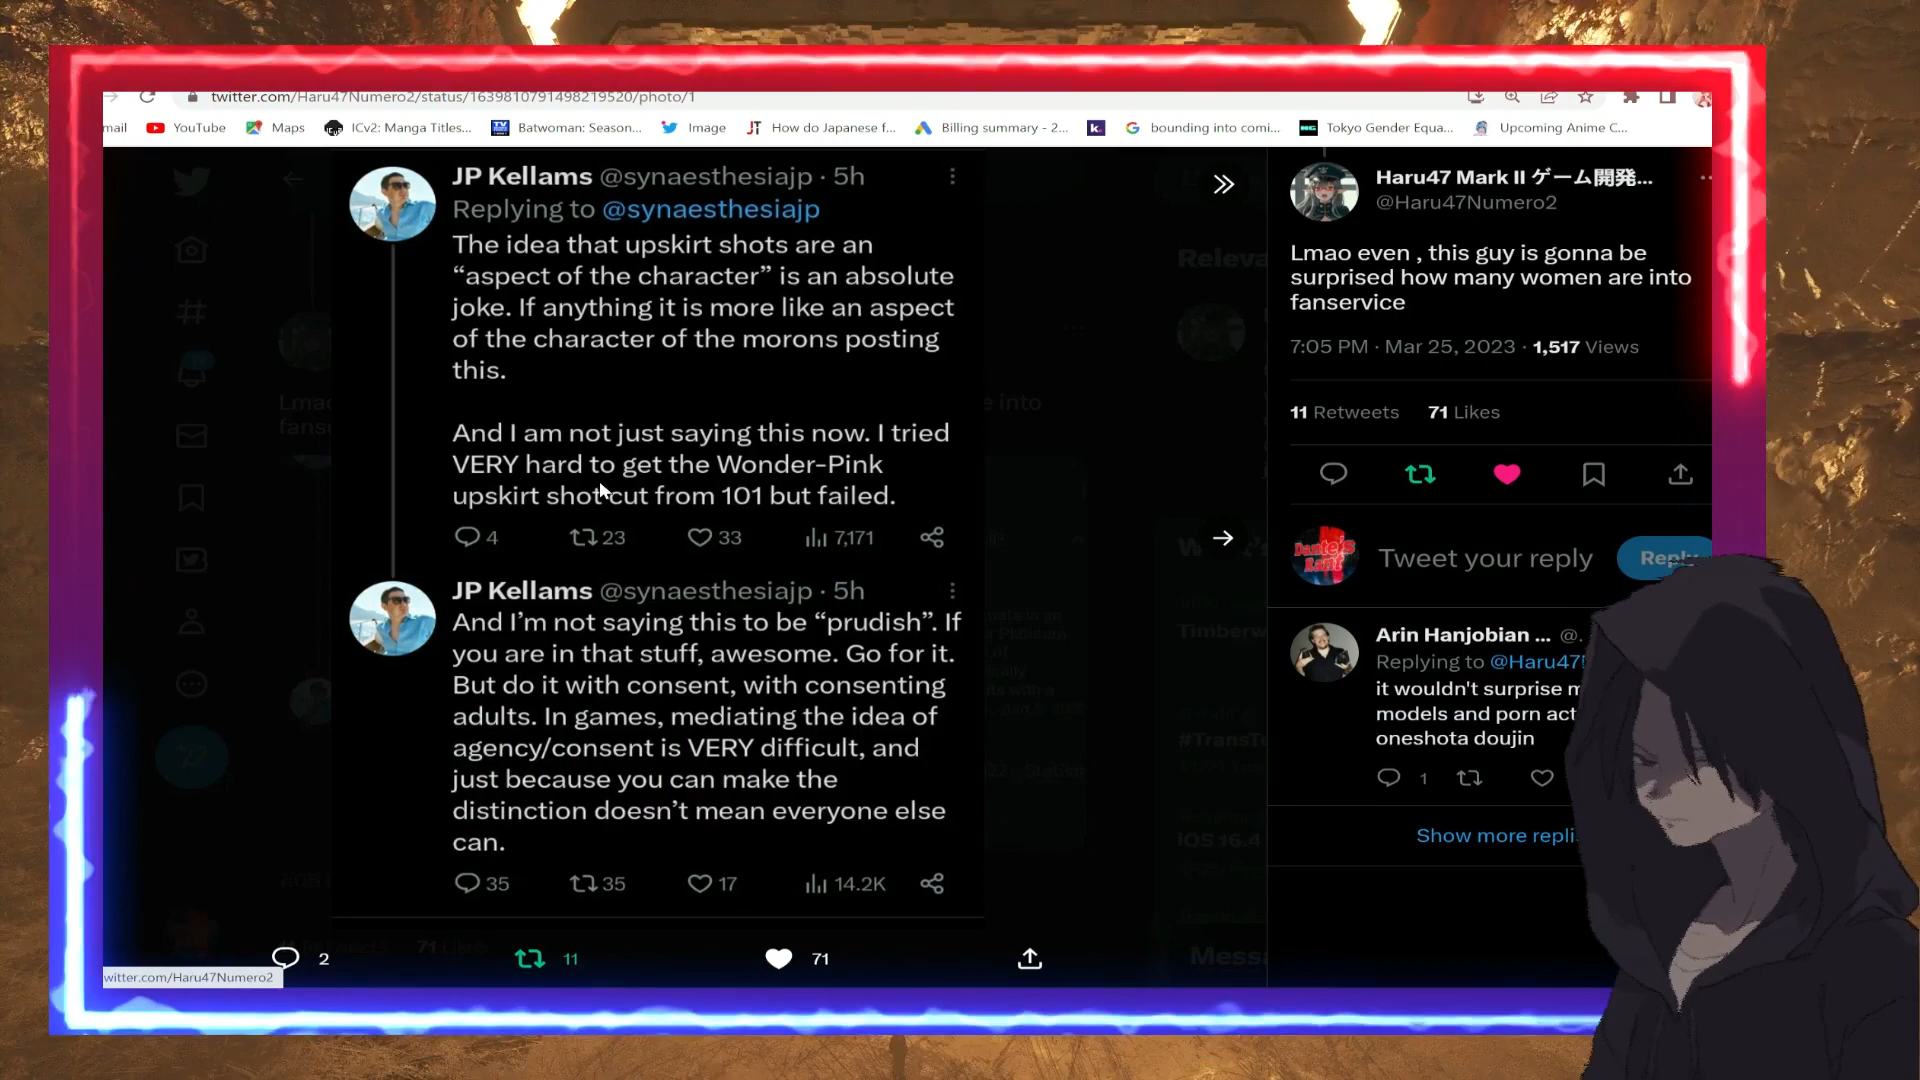 twitter.com/Haru47Numero2/status/1639810791498219520/photo/1
mail YouTube Maps ICv2: Manga Titles... Batwoman: Season... Image How do Japanese f... Billing summary - 2... bounding into comi... Tokyo Gender Equa... Upcoming Anime C...
JP Kellams @synaesthesiajp · 5h
Replying to @synaesthesiajp
The idea that upskirt shots are an
“aspect of the character” is an absolute
joke. If anything it is more like an aspect
of the character of the morons posting
this.
And I am not just saying this now. I tried
VERY hard to get the Wonder-Pink
upskirt shot cut from 101 but failed.
4 23 33 7,171
JP Kellams @synaesthesiajp · 5h
And I’m not saying this to be “prudish”. If
you are in that stuff, awesome. Go for it.
But do it with consent, with consenting
adults. In games, mediating the idea of
agency/consent is VERY difficult, and
just because you can make the
distinction doesn’t mean everyone else
can.
35 35 17 14.2K
2 11 71
witter.com/Haru47Numero2
Haru47 Mark II ゲーム開発...
@Haru47Numero2
Lmao even , this guy is gonna be
surprised how many women are into
fanservice
7:05 PM · Mar 25, 2023 · 1,517 Views
11 Retweets 71 Likes
Dante's
Rant
Tweet your reply
Reply
Arin Hanjobian ... @.
Replying to @Haru47
it wouldn't surprise m
models and porn act
oneshota doujin
1
Show more repli
Releva
e into
Timberw
#TransT
iOS 16.4
Messa